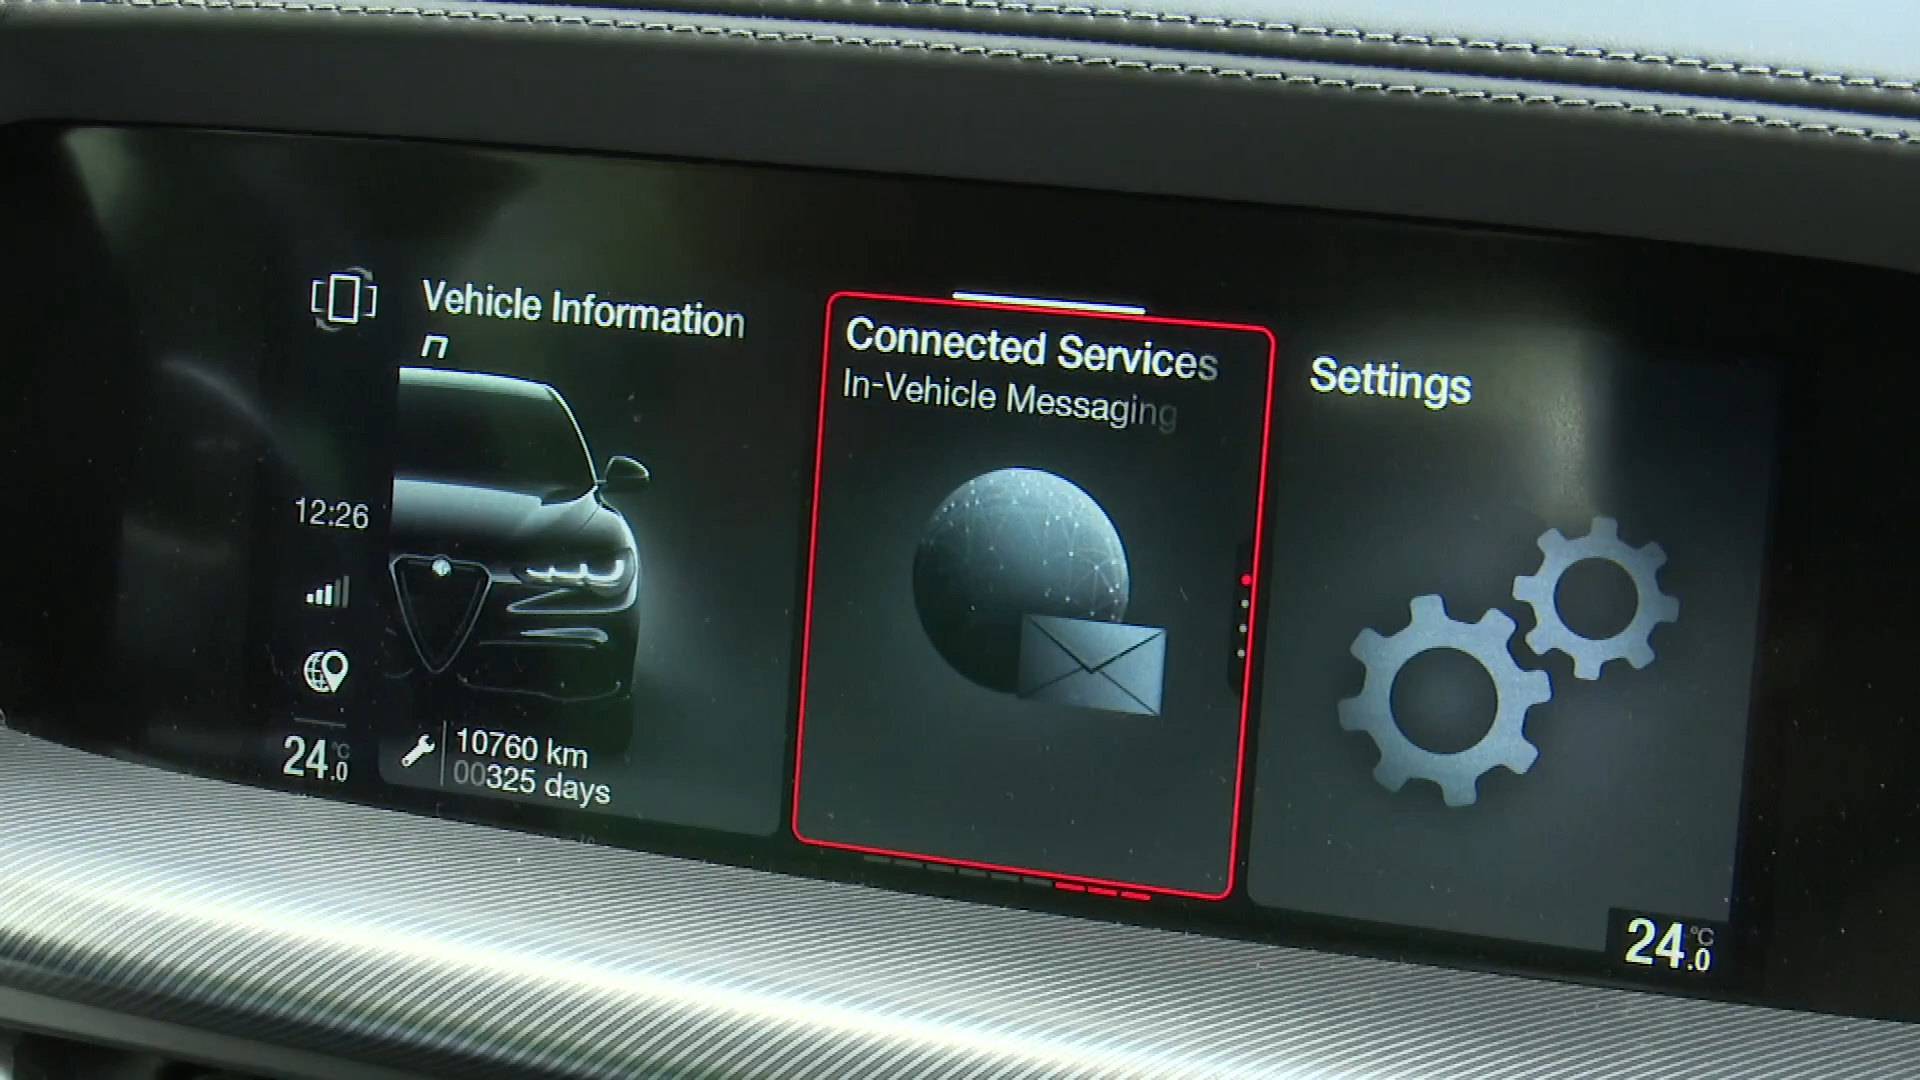 Vehicle Information
Connected Services
In-Vehicle Messaging
Settings
12:26
10760 km
00325 days
24.0 °C
24.0 °C